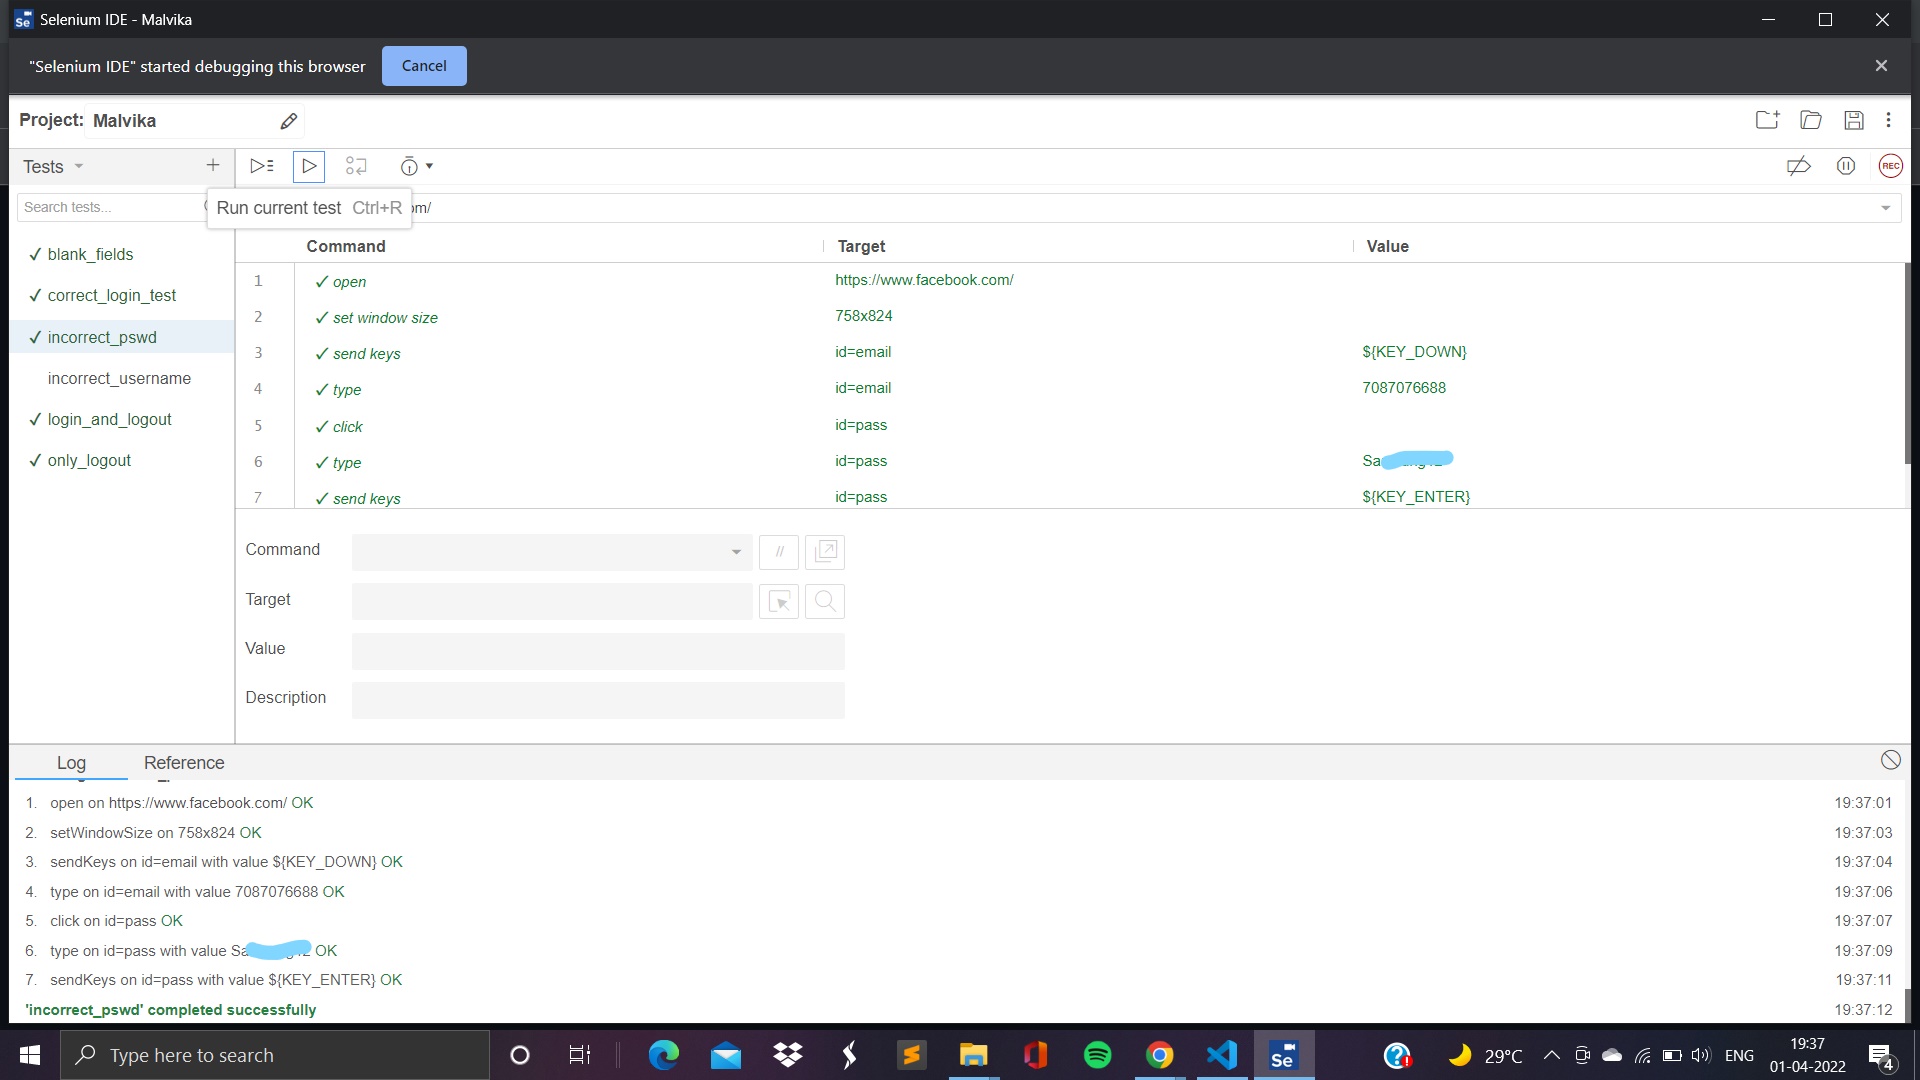 Selenium IDE - Malvika
"Selenium IDE" started debugging this browser Cancel
Project: Malvika
Tests
Run current test Ctrl+R
Search tests...
om/
Command Target Value
blank_fields
correct_login_test
incorrect_pswd
incorrect_username
login_and_logout
only_logout
1 open https://www.facebook.com/
2 set window size 758x824
3 send keys id=email ${KEY_DOWN}
4 type id=email 7087076688
5 click id=pass
6 type id=pass Sa
7 send keys id=pass ${KEY_ENTER}
REC
Command //
Target
Value
Description
Log Reference
1. open on https://www.facebook.com/ OK 19:37:01
2. setWindowSize on 758x824 OK 19:37:03
3. sendKeys on id=email with value ${KEY_DOWN} OK 19:37:04
4. type on id=email with value 7087076688 OK 19:37:06
5. click on id=pass OK 19:37:07
6. type on id=pass with value Sa OK 19:37:09
7. sendKeys on id=pass with value ${KEY_ENTER} OK 19:37:11
'incorrect_pswd' completed successfully 19:37:12
Type here to search
Se
29°C
ENG
19:37
01-04-2022
4